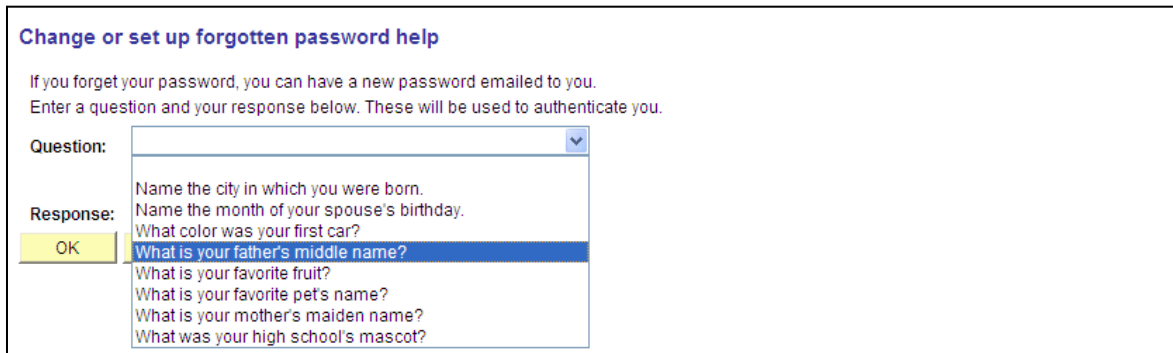 Change or set up forgotten password help
If you forget your password, you can have a new password emailed to you.
Enter a question and your response below. These will be used to authenticate you.
Question:
Name the city in which you were born.
Name the month of your spouse's birthday.
Response:
What color was your first car?
OK
What is your father's middle name?
What is your favorite fruit?
What is your favorite pet's name?
What is your mother's maiden name?
What was your high school's mascot?